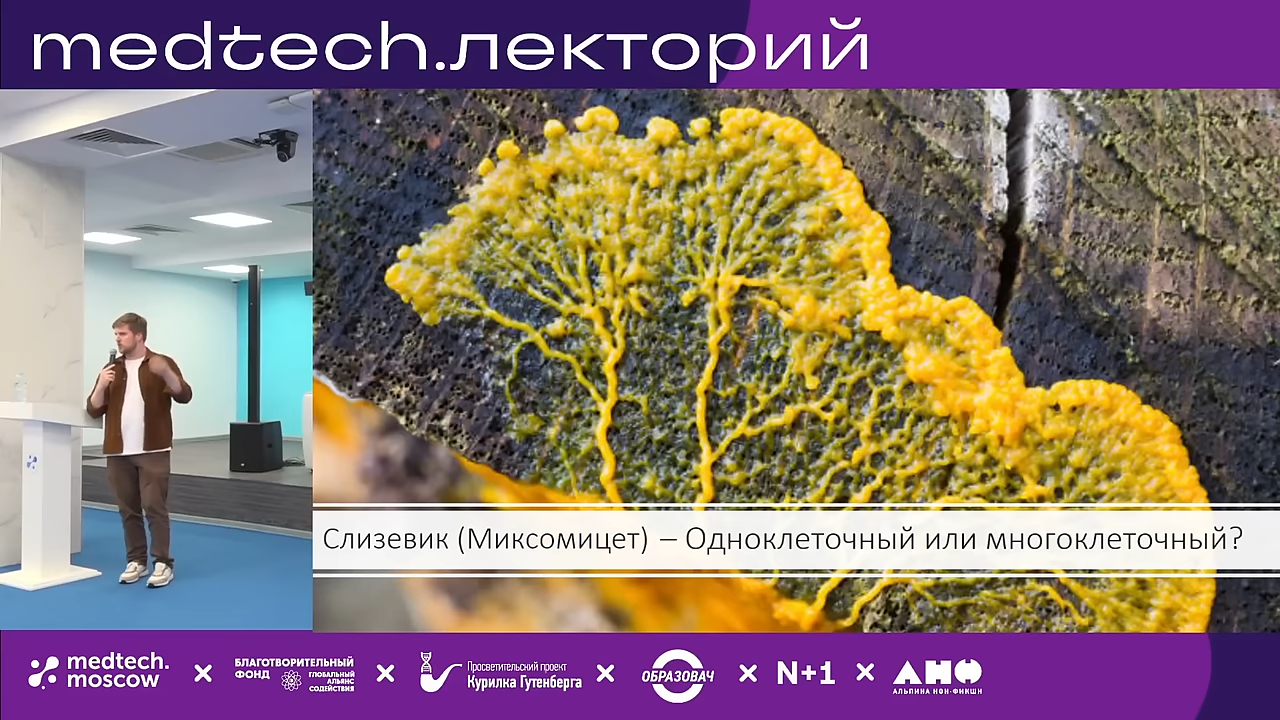 medtech.лекторий
Слизевик (Миксомицет) – Одноклеточный или многоклеточный?
medtech.
moscow
×
БЛАГОТВОРИТЕЛЬНЫЙ
ФОНД
ГЛОБАЛЬНЫЙ
АЛЬЯНС
СОДЕЙСТВИЯ
×
Просветительский проект
Курилка Гутенберга
×
ОБРАЗОВАЧ
×
N+1
×
АНФ
АЛЬПИНА НОН-ФИКШН